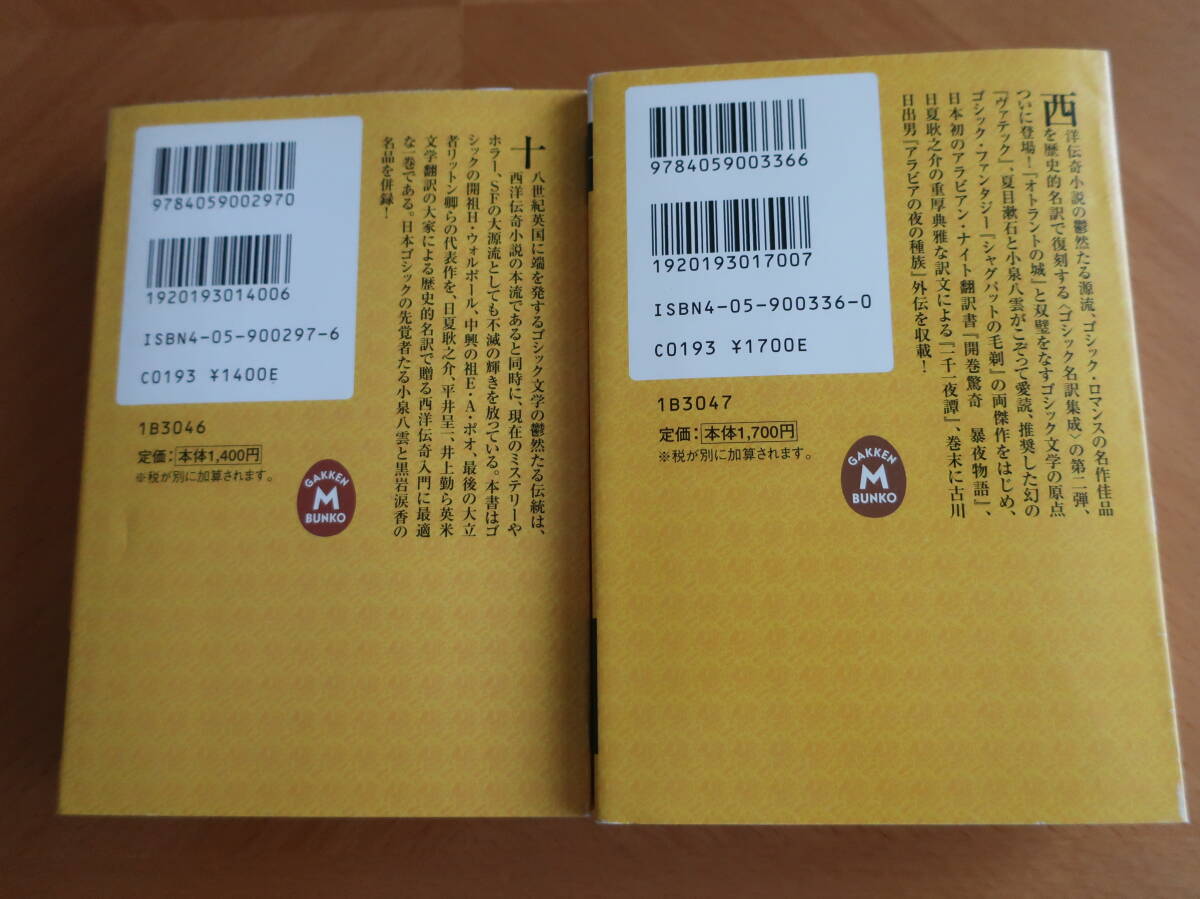 9784059002970
1920193014006
ISBN4-05-900297-6
C0193 ¥1400E
1B3046
定価：本体1,400円
※税が別に加算されます。
GAKKEN
M
BUNKO
十八世紀英国に端を発するゴシック文学の鬱然たる伝統は、
西洋伝奇小説の本流であると同時に、現在のミステリーや
ホラー、SFの大源流としても不滅の輝きを放っている。本書はゴ
シックの開祖H・ウォルポール、中興の祖E・A・ポオ、最後の大立
者リットン卿らの代表作を、日夏耿之介、平井呈一、井上勤ら英米
文学翻訳の大家による歴史的名訳で贈る西洋伝奇入門に最適
な一巻である。日本ゴシックの先覚者たる小泉八雲と黒岩涙香の
名品を併録！
9784059003366
1920193017007
ISBN4-05-900336-0
C0193 ¥1700E
1B3047
定価：本体1,700円
※税が別に加算されます。
GAKKEN
M
BUNKO
西洋伝奇小説の鬱然たる源流、ゴシック・ロマンスの名作佳品
を歴史的名訳で復刻する〈ゴシック名訳集成〉の第二弾、
ついに登場！『オトラントの城』と双璧をなすゴシック文学の原点
『ヴァテック』、夏目漱石と小泉八雲がこぞって愛読、推奨した幻の
ゴシック・ファンタジー『シャグパットの毛剃』の両傑作をはじめ、
日本初のアラビアン・ナイト翻訳書『開巻驚奇　暴夜物語』、
日夏耿之介の重厚典雅な訳文による『一千一夜譚』、巻末に古川
日出男『アラビアの夜の種族』外伝を収載！